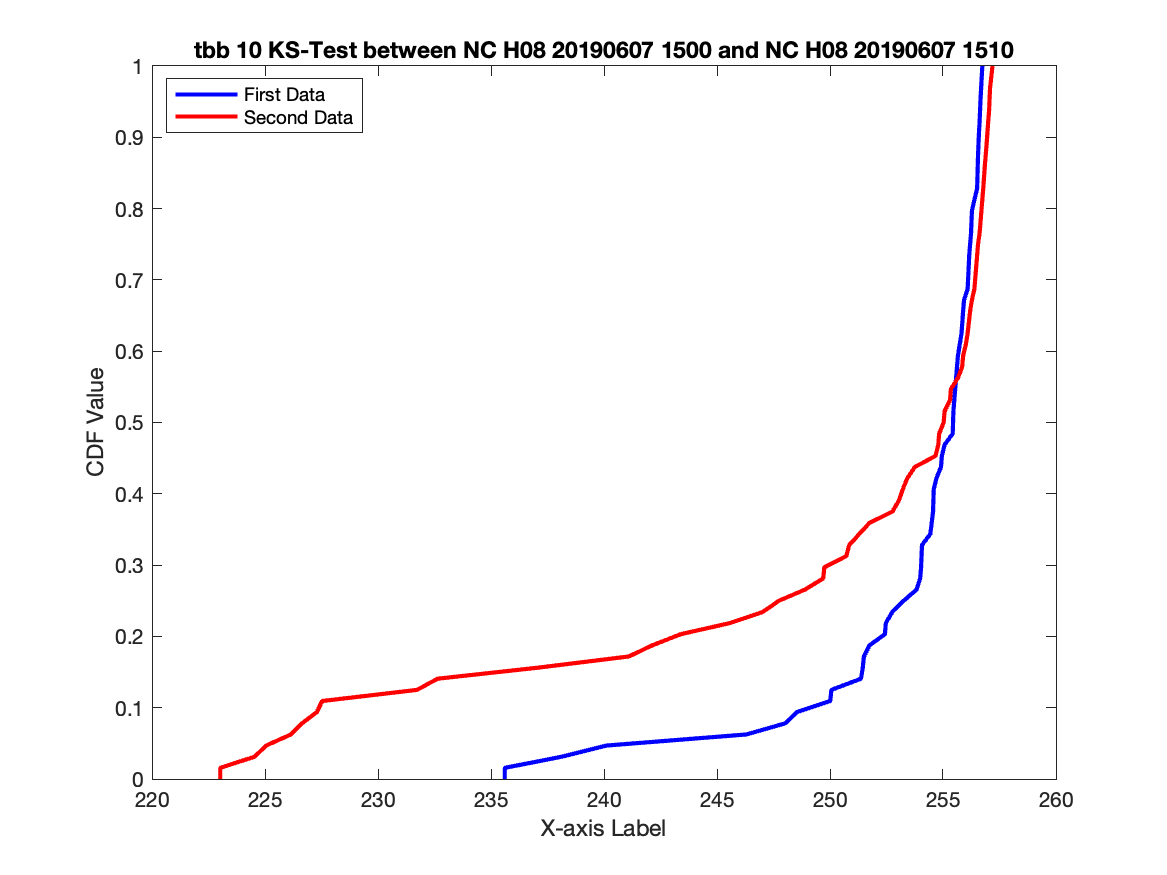 tbb 10 KS-Test between NC H08 20190607 1500 and NC H08 20190607 1510
First Data
Second Data
CDF Value
1
0.9
0.8
0.7
0.6
0.5
0.4
0.3
0.2
0.1
0
220 225 230 235 240 245 250 255 260
X-axis Label